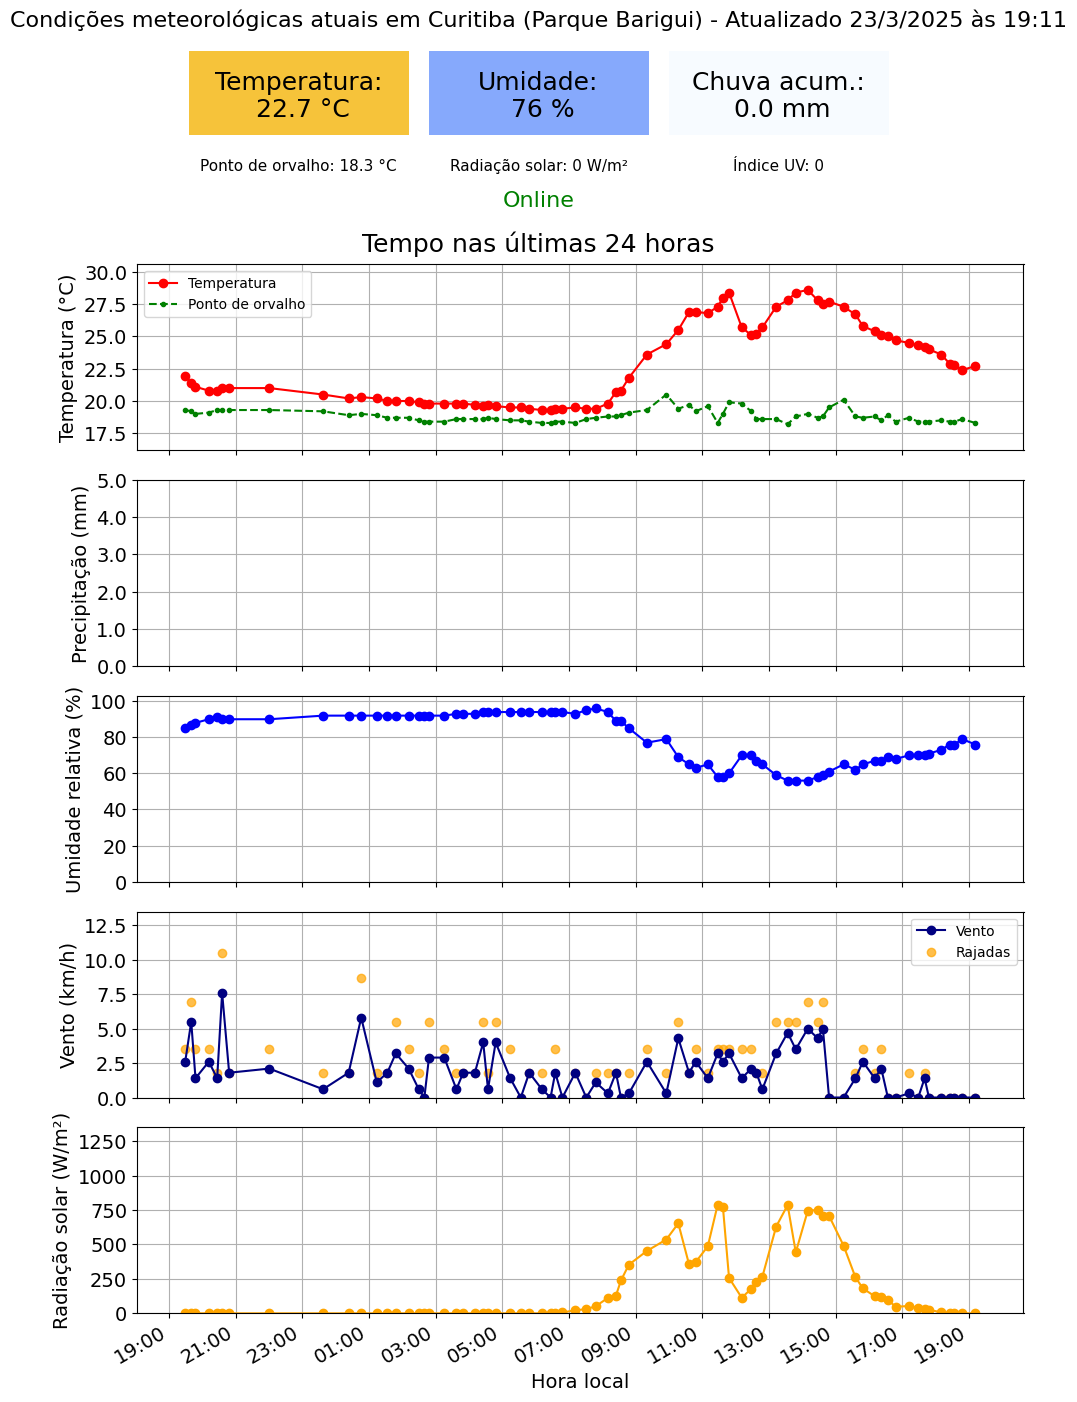 Condições meteorológicas atuais em Curitiba (Parque Barigui) - Atualizado 23/3/2025 às 19:11
Temperatura:
22.7 °C
Umidade:
76 %
Chuva acum.:
0.0 mm
Ponto de orvalho: 18.3 °C
Radiação solar: 0 W/m²
Índice UV: 0
Online
Tempo nas últimas 24 horas
Temperatura (°C)
30.0
27.5
25.0
22.5
20.0
17.5
Temperatura
Ponto de orvalho
Precipitação (mm)
5.0
4.0
3.0
2.0
1.0
0.0
Umidade relativa (%)
100
80
60
40
20
0
Vento (km/h)
12.5
10.0
7.5
5.0
2.5
0.0
Vento
Rajadas
Radiação solar (W/m²)
1250
1000
750
500
250
0
19:00
21:00
23:00
01:00
03:00
05:00
07:00
09:00
11:00
13:00
15:00
17:00
19:00
Hora local